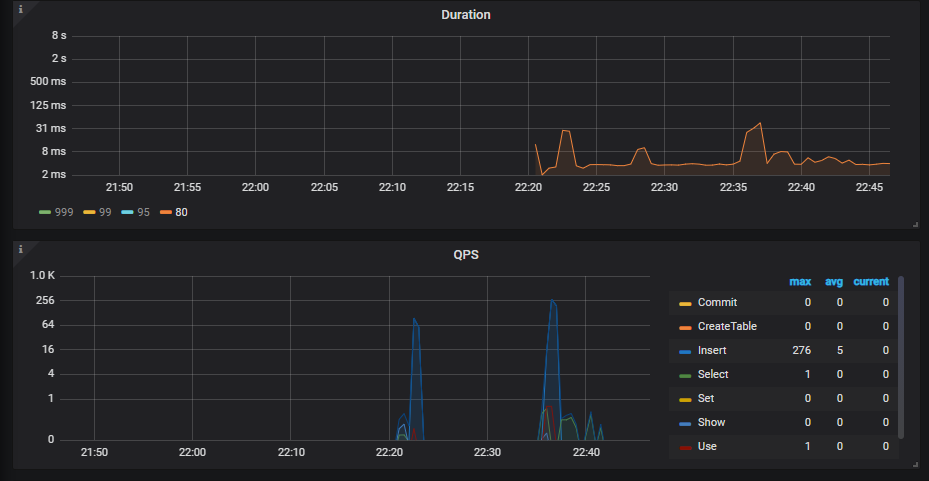 i
Duration
8 s
2 s
500 ms
125 ms
31 ms
8 ms
2 ms
21:50 21:55 22:00 22:05 22:10 22:15 22:20 22:25 22:30 22:35 22:40 22:45
999 99 95 80
i
QPS
1.0 K
256
64
16
4
1
0
21:50 22:00 22:10 22:20 22:30 22:40
max avg current
Commit 0 0 0
CreateTable 0 0 0
Insert 276 5 0
Select 1 0 0
Set 0 0 0
Show 0 0 0
Use 1 0 0